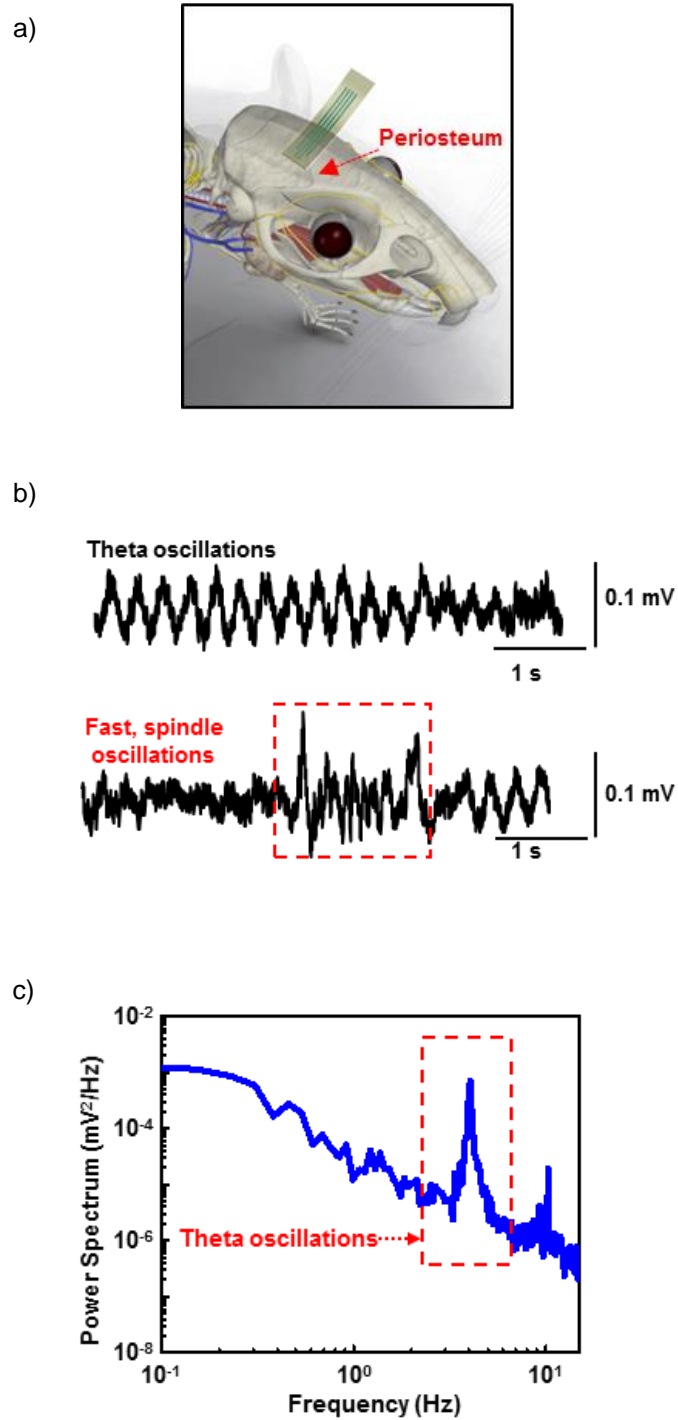 a)
Periosteum
b)
Theta oscillations
0.1 mV
1 s
Fast, spindle
oscillations
0.1 mV
1 s
c)
10⁻²
10⁻⁴
10⁻⁶
10⁻⁸
Power Spectrum (mV²/Hz)
Theta oscillations
10⁻¹
10⁰
10¹
Frequency (Hz)